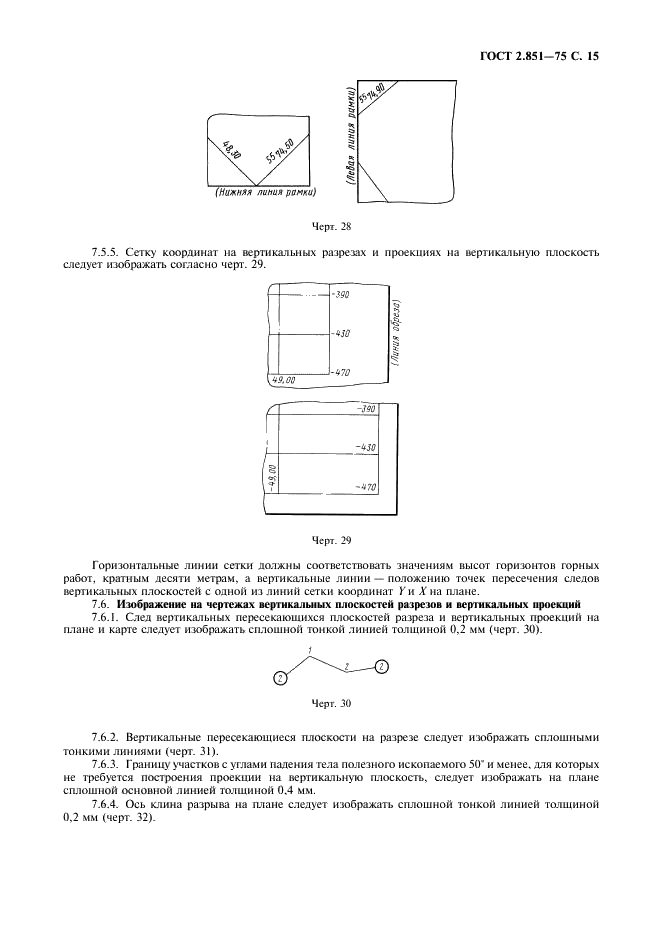 ГОСТ 2.851—75 С. 15
48,30
5574,60
(Нижняя линия рамки)
5574,90
(Левая линия рамки)
Черт. 28
7.5.5. Сетку координат на вертикальных разрезах и проекциях на вертикальную плоскость
следует изображать согласно черт. 29.
-390
-430
-470
49,00
(Линия обреза)
-390
-430
-470
-49,00
Черт. 29
Горизонтальные линии сетки должны соответствовать значениям высот горизонтов горных
работ, кратным десяти метрам, а вертикальные линии — положению точек пересечения следов
вертикальных плоскостей с одной из линий сетки координат Y и X на плане.
7.6. Изображение на чертежах вертикальных плоскостей разрезов и вертикальных проекций
7.6.1. След вертикальных пересекающихся плоскостей разреза и вертикальных проекций на
плане и карте следует изображать сплошной тонкой линией толщиной 0,2 мм (черт. 30).
2
1
2
2
Черт. 30
7.6.2. Вертикальные пересекающиеся плоскости на разрезе следует изображать сплошными
тонкими линиями (черт. 31).
7.6.3. Границу участков с углами падения тела полезного ископаемого 50° и менее, для которых
не требуется построения проекции на вертикальную плоскость, следует изображать на плане
сплошной основной линией толщиной 0,4 мм.
7.6.4. Ось клина разрыва на плане следует изображать сплошной тонкой линией толщиной
0,2 мм (черт. 32).